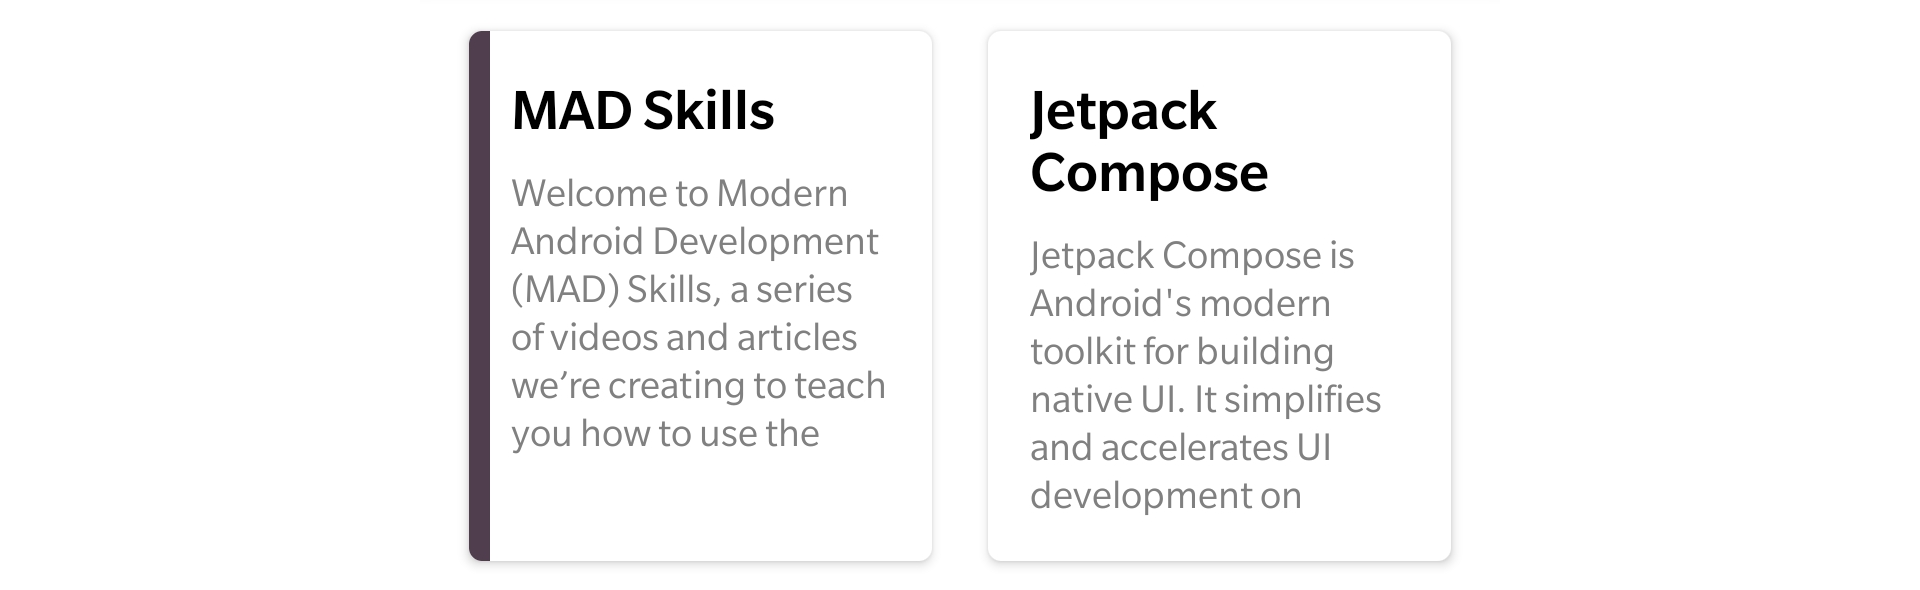 MAD Skills
Welcome to Modern
Android Development
(MAD) Skills, a series
of videos and articles
we’re creating to teach
you how to use the
Jetpack
Compose
Jetpack Compose is
Android's modern
toolkit for building
native UI. It simplifies
and accelerates UI
development on